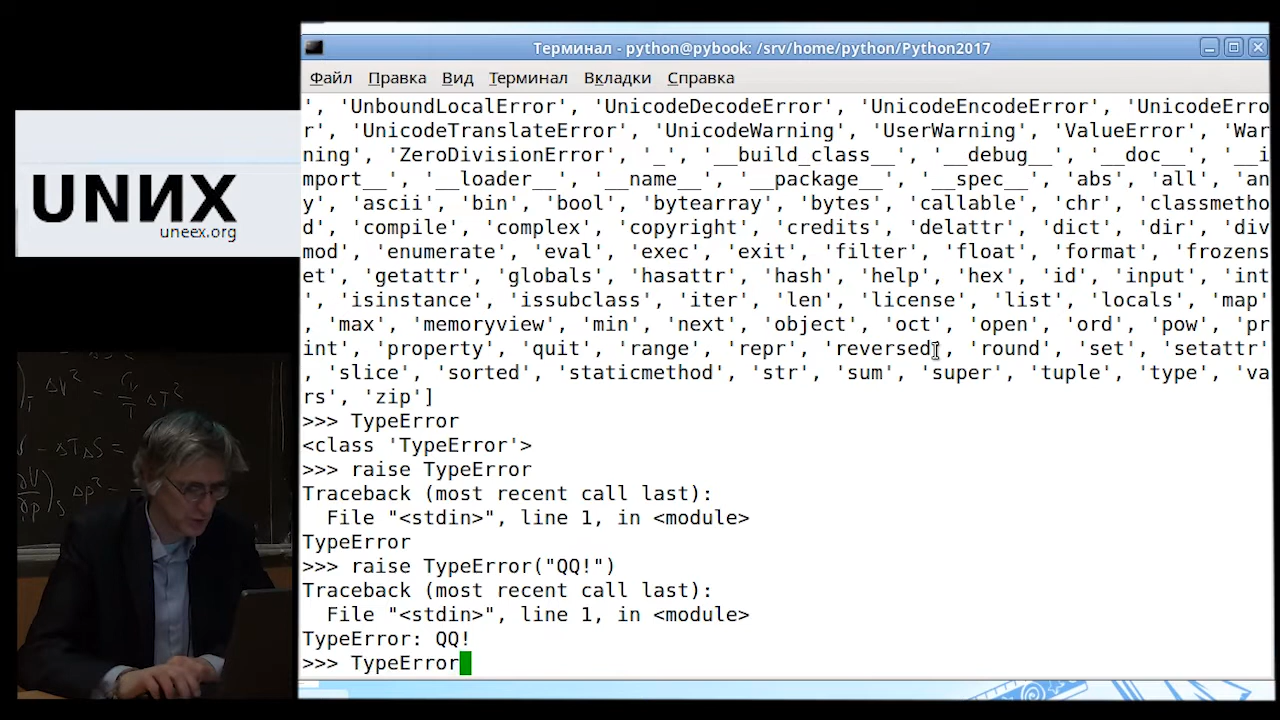 Терминал - python@pybook: /srv/home/python/Python2017
Файл Правка Вид Терминал Вкладки Справка
', 'UnboundLocalError', 'UnicodeDecodeError', 'UnicodeEncodeError', 'UnicodeErro
r', 'UnicodeTranslateError', 'UnicodeWarning', 'UserWarning', 'ValueError', 'War
ning', 'ZeroDivisionError', '_', '__build_class__', '__debug__', '__doc__', '__i
mport__', '__loader__', '__name__', '__package__', '__spec__', 'abs', 'all', 'an
y', 'ascii', 'bin', 'bool', 'bytearray', 'bytes', 'callable', 'chr', 'classmetho
d', 'compile', 'complex', 'copyright', 'credits', 'delattr', 'dict', 'dir', 'div
mod', 'enumerate', 'eval', 'exec', 'exit', 'filter', 'float', 'format', 'frozens
et', 'getattr', 'globals', 'hasattr', 'hash', 'help', 'hex', 'id', 'input', 'int
', 'isinstance', 'issubclass', 'iter', 'len', 'license', 'list', 'locals', 'map'
, 'max', 'memoryview', 'min', 'next', 'object', 'oct', 'open', 'ord', 'pow', 'pr
int', 'property', 'quit', 'range', 'repr', 'reversed', 'round', 'set', 'setattr'
, 'slice', 'sorted', 'staticmethod', 'str', 'sum', 'super', 'tuple', 'type', 'va
rs', 'zip']
>>> TypeError
<class 'TypeError'>
>>> raise TypeError
Traceback (most recent call last):
  File "<stdin>", line 1, in <module>
TypeError
>>> raise TypeError("QQ!")
Traceback (most recent call last):
  File "<stdin>", line 1, in <module>
TypeError: QQ!
>>> TypeError
UNИX
uneex.org